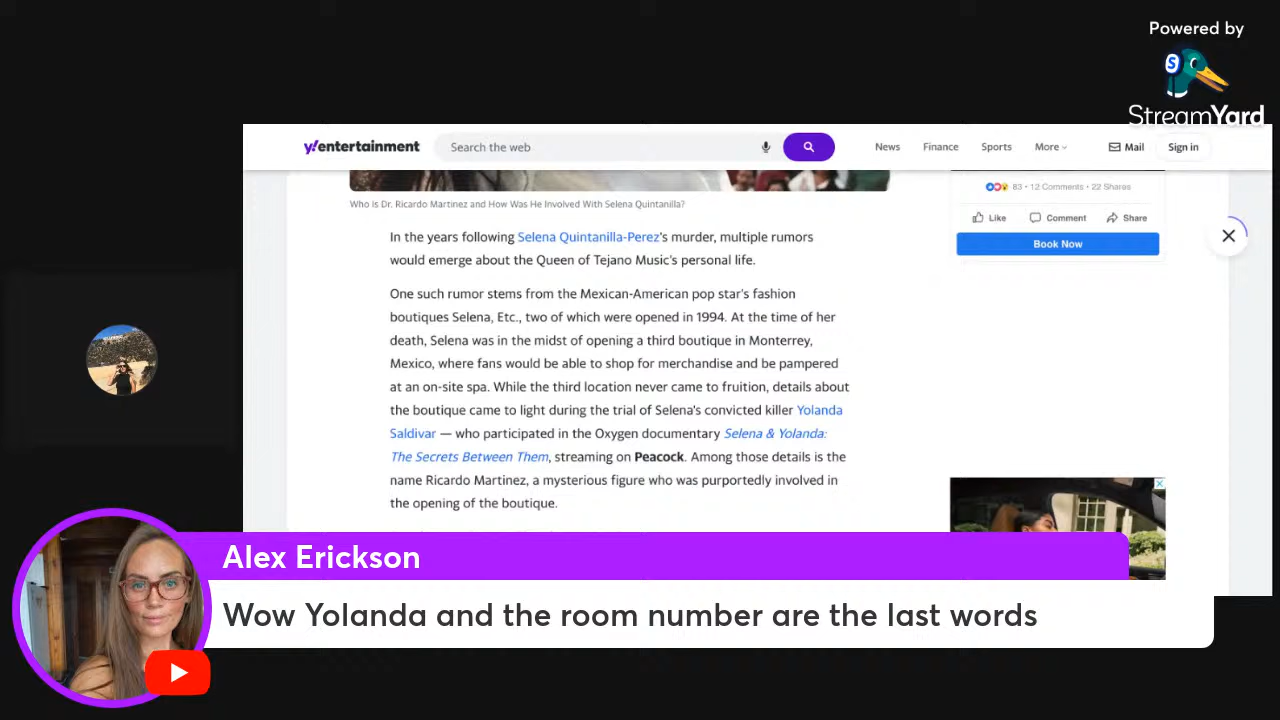 Powered by
StreamYard
y!entertainment
Search the web
News
Finance
Sports
More
Mail
Sign in
Who is Dr. Ricardo Martinez and How Was He Involved With Selena Quintanilla?
83 • 12 Comments • 22 Shares
Like
Comment
Share
Book Now
In the years following Selena Quintanilla-Perez's murder, multiple rumors
would emerge about the Queen of Tejano Music's personal life.
One such rumor stems from the Mexican-American pop star's fashion
boutiques Selena, Etc., two of which were opened in 1994. At the time of her
death, Selena was in the midst of opening a third boutique in Monterrey,
Mexico, where fans would be able to shop for merchandise and be pampered
at an on-site spa. While the third location never came to fruition, details about
the boutique came to light during the trial of Selena's convicted killer Yolanda
Saldivar — who participated in the Oxygen documentary Selena & Yolanda:
The Secrets Between Them, streaming on Peacock. Among those details is the
name Ricardo Martinez, a mysterious figure who was purportedly involved in
the opening of the boutique.
Alex Erickson
Wow Yolanda and the room number are the last words